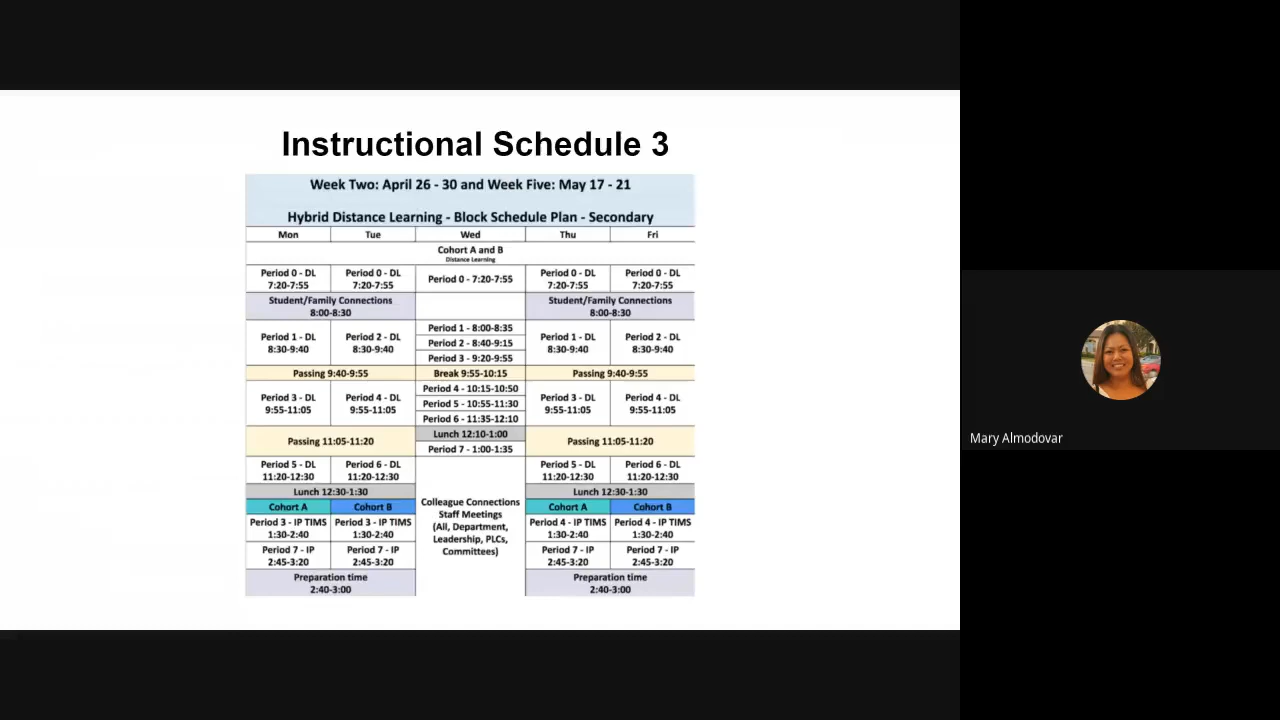 Instructional Schedule 3
Week Two: April 26 - 30 and Week Five: May 17 - 21
Hybrid Distance Learning - Block Schedule Plan - Secondary
Mon Tue Wed Thu Fri
Cohort A and B
Distance Learning
Period 0 - DL Period 0 - DL Period 0 - 7:20-7:55 Period 0 - DL Period 0 - DL
7:20-7:55 7:20-7:55 7:20-7:55 7:20-7:55
Student/Family Connections Student/Family Connections
8:00-8:30 8:00-8:30
Period 1 - 8:00-8:35
Period 1 - DL Period 2 - DL Period 2 - 8:40-9:15 Period 1 - DL Period 2 - DL
8:30-9:40 8:30-9:40 8:30-9:40 8:30-9:40
Period 3 - 9:20-9:55
Passing 9:40-9:55 Break 9:55-10:15 Passing 9:40-9:55
Period 4 - 10:15-10:50
Period 3 - DL Period 4 - DL Period 5 - 10:55-11:30 Period 3 - DL Period 4 - DL
9:55-11:05 9:55-11:05 9:55-11:05 9:55-11:05
Period 6 - 11:35-12:10
Lunch 12:10-1:00
Passing 11:05-11:20 Passing 11:05-11:20
Period 7 - 1:00-1:35
Period 5 - DL Period 6 - DL Period 5 - DL Period 6 - DL
11:20-12:30 11:20-12:30 11:20-12:30 11:20-12:30
Lunch 12:30-1:30 Lunch 12:30-1:30
Cohort A Cohort B Colleague Connections Cohort A Cohort B
Staff Meetings
Period 3 - IP TIMS Period 3 - IP TIMS (All, Department, Period 4 - IP TIMS Period 4 - IP TIMS
1:30-2:40 1:30-2:40 Leadership, PLCs, 1:30-2:40 1:30-2:40
Period 7 - IP Period 7 - IP Committees) Period 7 - IP Period 7 - IP
2:45-3:20 2:45-3:20 2:45-3:20 2:45-3:20
Preparation time Preparation time
2:40-3:00 2:40-3:00
Mary Almodovar